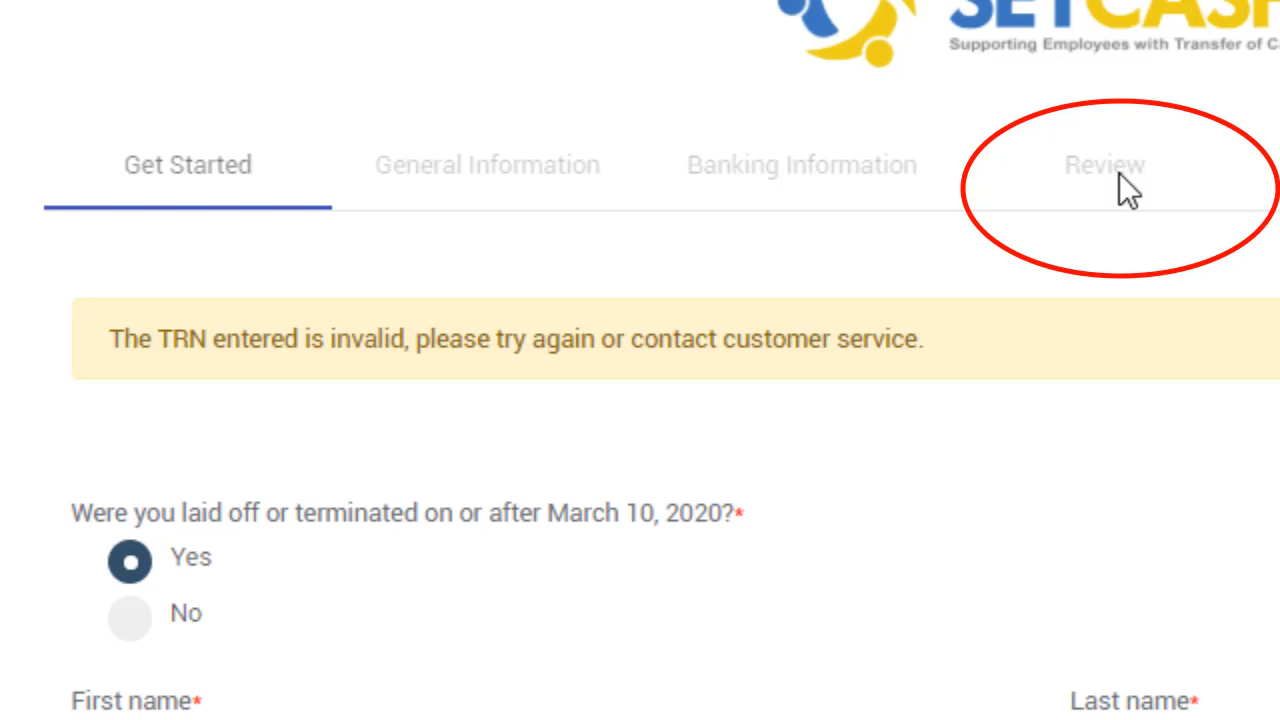 SETCASH
Supporting Employees with Transfer of C
Get Started General Information Banking Information Review
The TRN entered is invalid, please try again or contact customer service.
Were you laid off or terminated on or after March 10, 2020?*
Yes
No
First name* Last name*